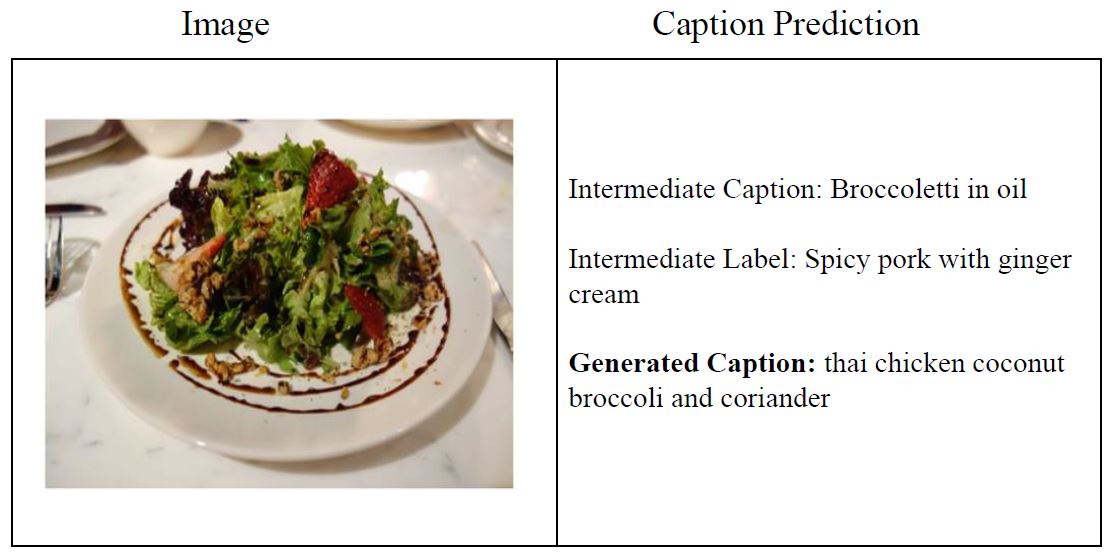 Image
Caption Prediction
Intermediate Caption: Broccoletti in oil
Intermediate Label: Spicy pork with ginger
cream
Generated Caption: thai chicken coconut
broccoli and coriander